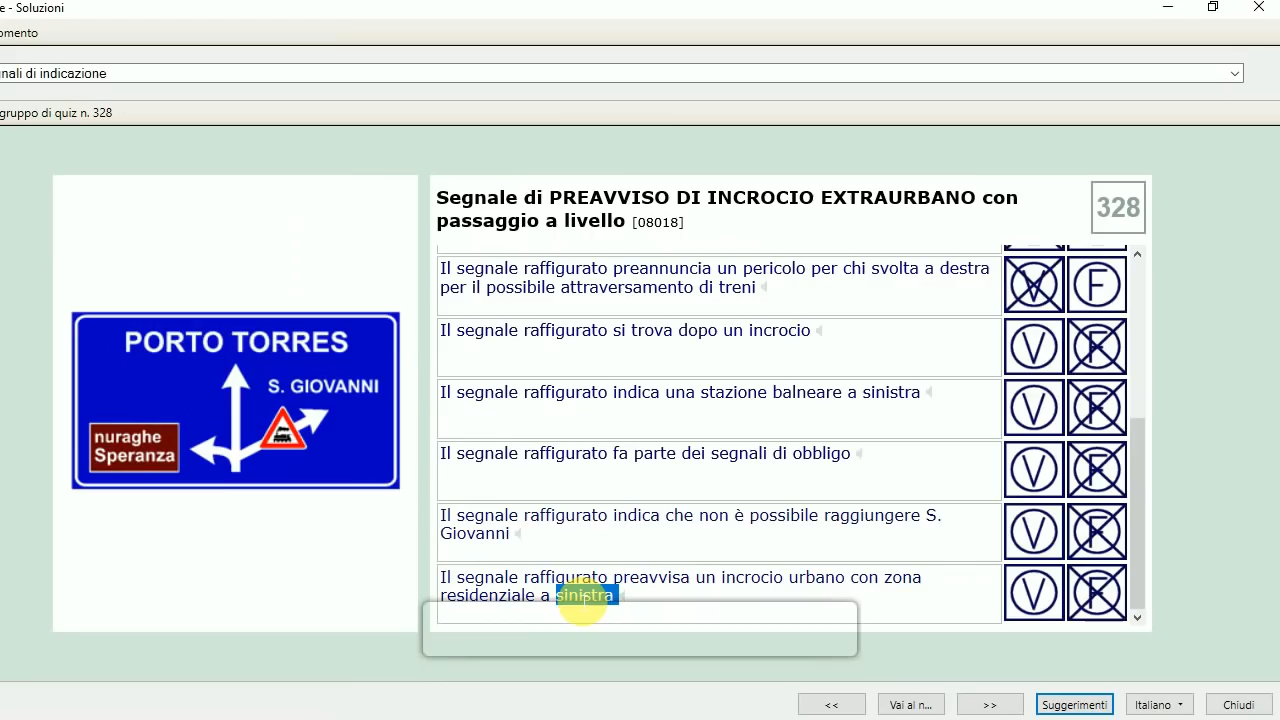 e - Soluzioni
omento
nali di indicazione
gruppo di quiz n. 328
PORTO TORRES
S. GIOVANNI
nuraghe
Speranza
Segnale di PREAVVISO DI INCROCIO EXTRAURBANO con
passaggio a livello [08018]
328
Il segnale raffigurato preannuncia un pericolo per chi svolta a destra
per il possibile attraversamento di treni
V F
Il segnale raffigurato si trova dopo un incrocio
V F
Il segnale raffigurato indica una stazione balneare a sinistra
V F
Il segnale raffigurato fa parte dei segnali di obbligo
V F
Il segnale raffigurato indica che non è possibile raggiungere S.
Giovanni
V F
Il segnale raffigurato preavvisa un incrocio urbano con zona
residenziale a sinistra
V F
<< Vai al n... >> Suggerimenti Italiano Chiudi